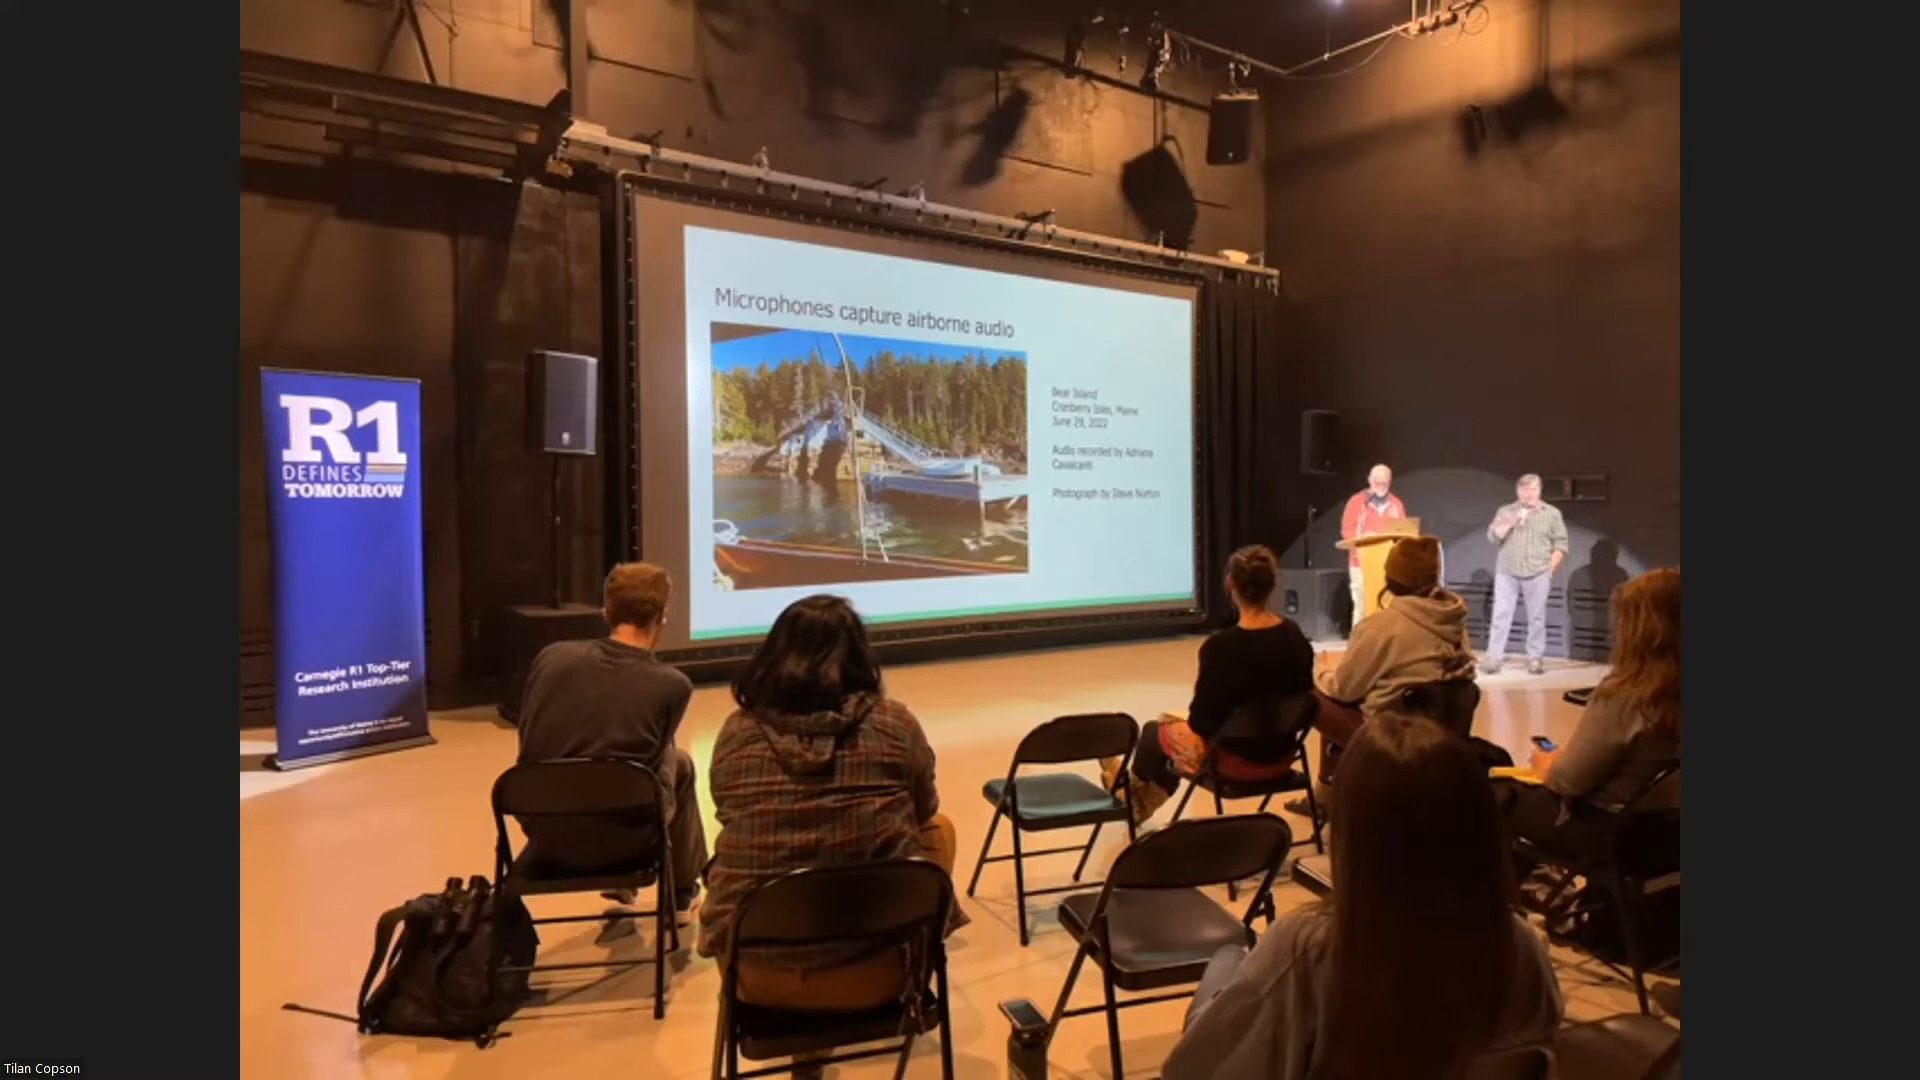 R1
DEFINES
TOMORROW
Carnegie R1 Top-Tier
Research Institution
Microphones capture airborne audio
Bear Island
Cranberry Isles, Maine
June 29, 2022
Audio recorded by Adriana
Cavalcanti
Photograph by Steve Norton
Tilan Copson